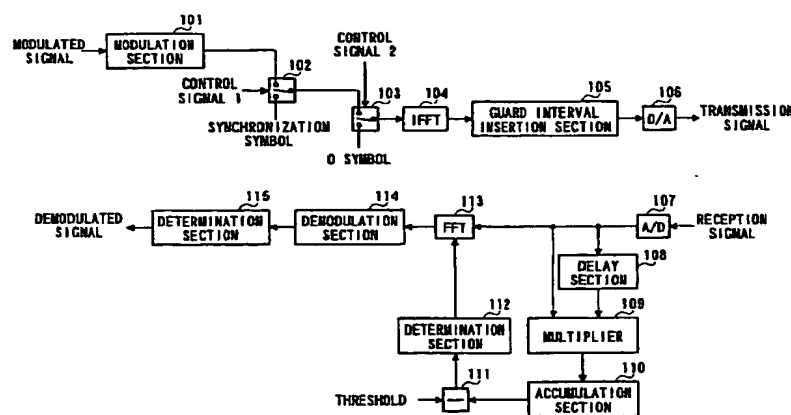 101
MODULATED SIGNAL
MODULATION SECTION
CONTROL SIGNAL 2
102
CONTROL SIGNAL 1
SYNCHRONIZATION SYMBOL
103
0 SYMBOL
104
IFFT
105
GUARD INTERVAL INSERTION SECTION
106
D/A
TRANSMISSION SIGNAL
115
DEMODULATED SIGNAL
DETERMINATION SECTION
114
DEMODULATION SECTION
113
FFT
107
A/D
RECEPTION SIGNAL
108
DELAY SECTION
112
DETERMINATION SECTION
109
MULTIPLIER
111
THRESHOLD
—
110
ACCUMULATION SECTION